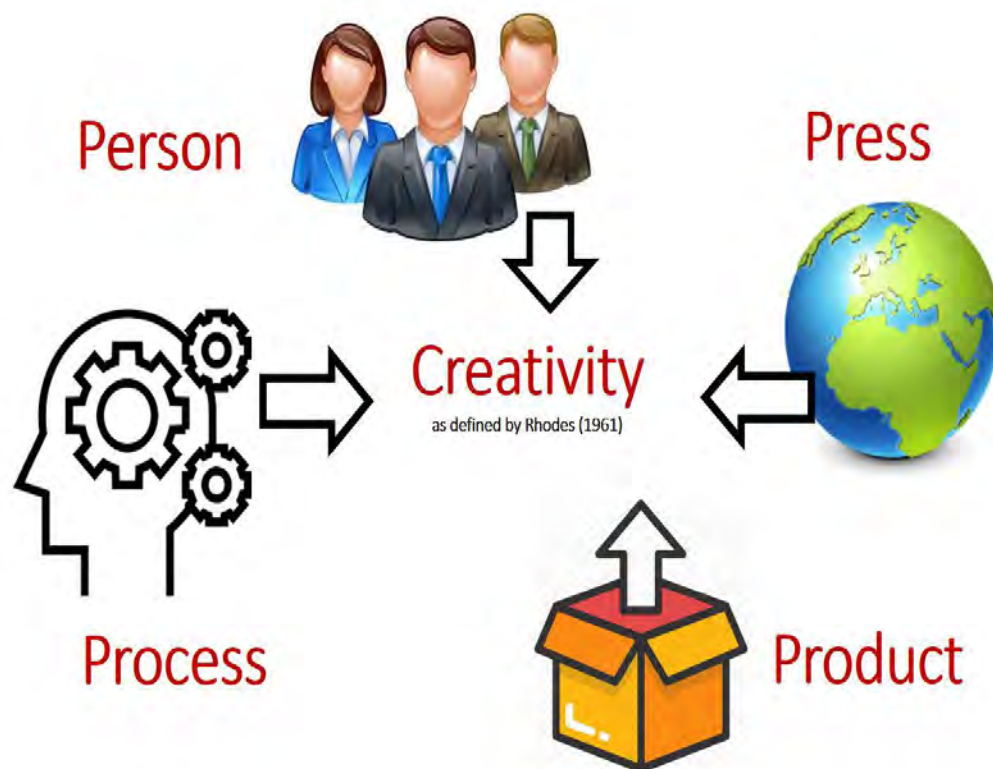 Person
Press
Creativity
as defined by Rhodes (1961)
Process
Product